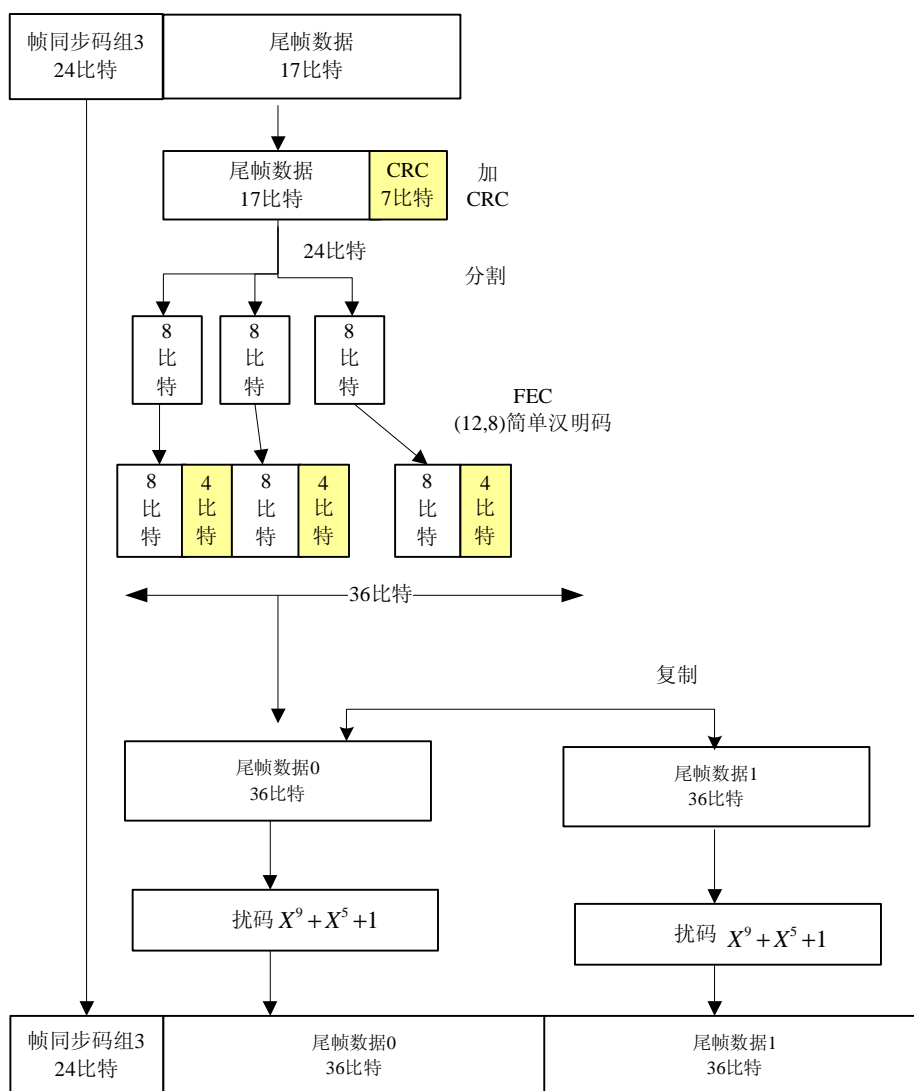 帧同步码组3
24比特
尾帧数据
17比特
尾帧数据
17比特
CRC
7比特
加
CRC
24比特
分割
8
比
特
8
比
特
8
比
特
FEC
(12,8)简单汉明码
8
比
特
4
比
特
8
比
特
4
比
特
8
比
特
4
比
特
36比特
复制
尾帧数据0
36比特
尾帧数据1
36比特
扰码 X⁹+X⁵+1
扰码 X⁹+X⁵+1
帧同步码组3
24比特
尾帧数据0
36比特
尾帧数据1
36比特